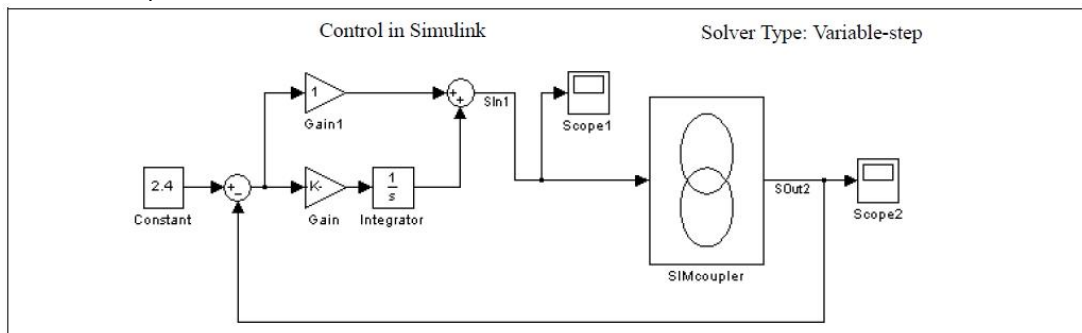 Control in Simulink
Solver Type: Variable-step
1
Gain1
+
+
SIn1
Scope1
2.4
Constant
+
−
K-
Gain
1
s
Integrator
SIMcoupler
SOut2
Scope2